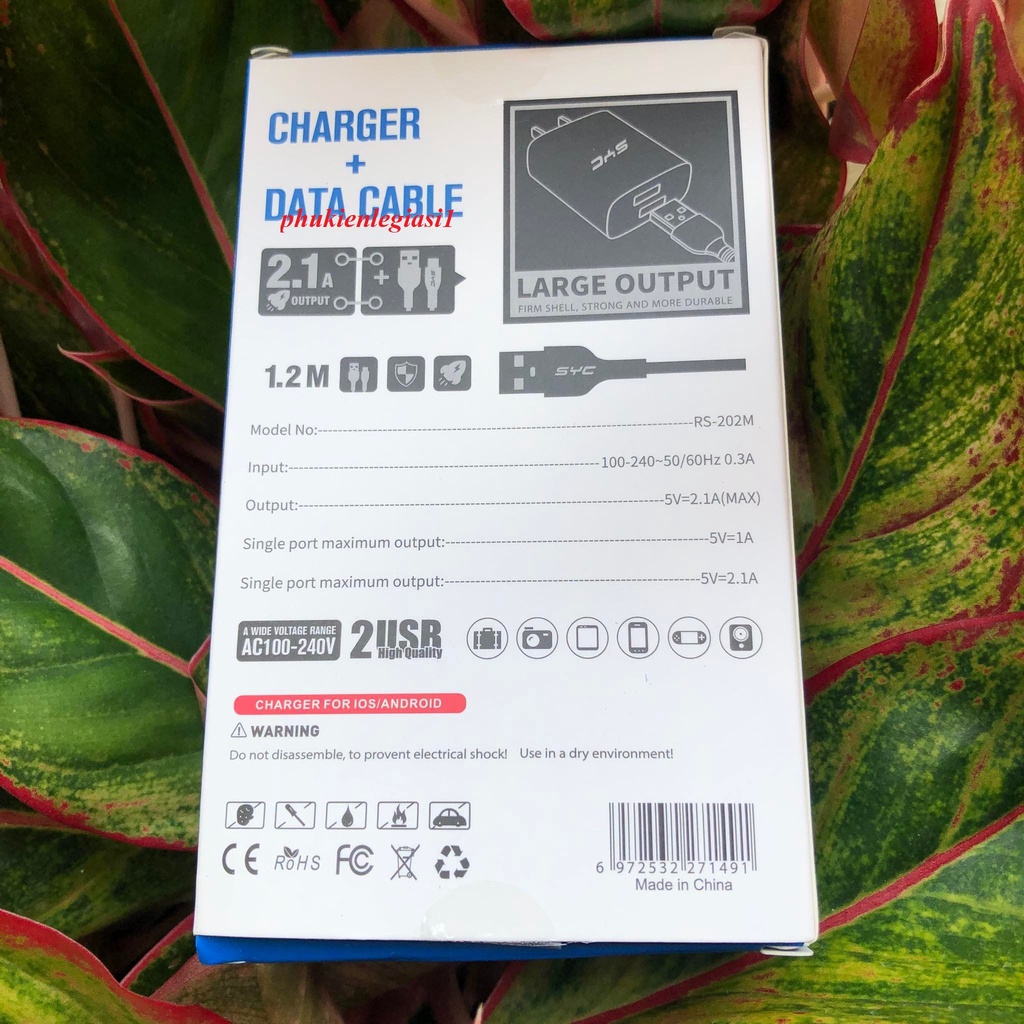 CHARGER
+
DATA CABLE
phukienlegiasi1
2.1A
OUTPUT
+
SYC
SYC
LARGE OUTPUT
FIRM SHELL, STRONG AND MORE DURABLE
1.2 M
SYC
Model No:------RS-202M
Input:------100-240~50/60Hz 0.3A
Output:------5V=2.1A(MAX)
Single port maximum output:------5V=1A
Single port maximum output:------5V=2.1A
A WIDE VOLTAGE RANGE
AC100-240V
2 USB
High Quality
CHARGER FOR IOS/ANDROID
WARNING
Do not disassemble, to provent electrical shock! Use in a dry environment!
CE RoHS FC
6 972532 271491
Made in China